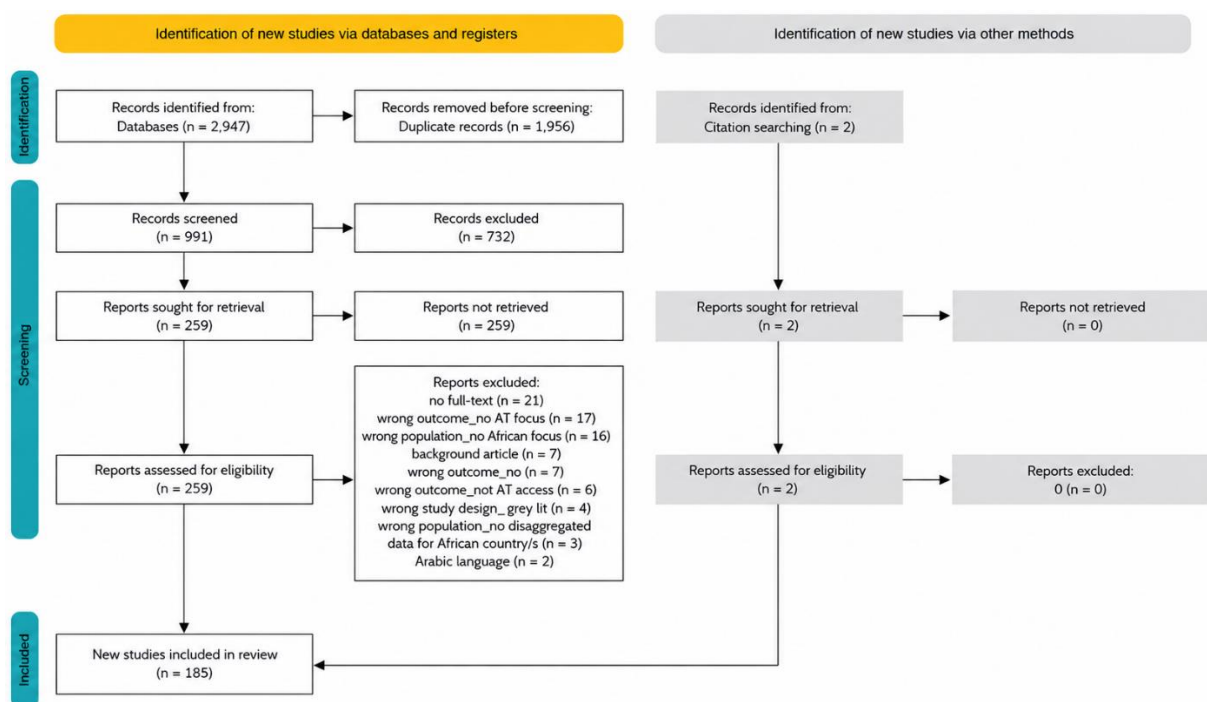 Identification of new studies via databases and registers
Identification of new studies via other methods
Identification
Records identified from:
Databases (n = 2,947)
Records removed before screening:
Duplicate records (n = 1,956)
Records identified from:
Citation searching (n = 2)
Screening
Records screened
(n = 991)
Records excluded
(n = 732)
Reports sought for retrieval
(n = 259)
Reports not retrieved
(n = 259)
Reports sought for retrieval
(n = 2)
Reports not retrieved
(n = 0)
Reports assessed for eligibility
(n = 259)
Reports excluded:
no full-text (n = 21)
wrong outcome_no AT focus (n = 17)
wrong population_no African focus (n = 16)
background article (n = 7)
wrong outcome_no (n = 7)
wrong outcome_not AT access (n = 6)
wrong study design_ grey lit (n = 4)
wrong population_no disaggregated
data for African country/s (n = 3)
Arabic language (n = 2)
Reports assessed for eligibility
(n = 2)
Reports excluded:
0 (n = 0)
Included
New studies included in review
(n = 185)